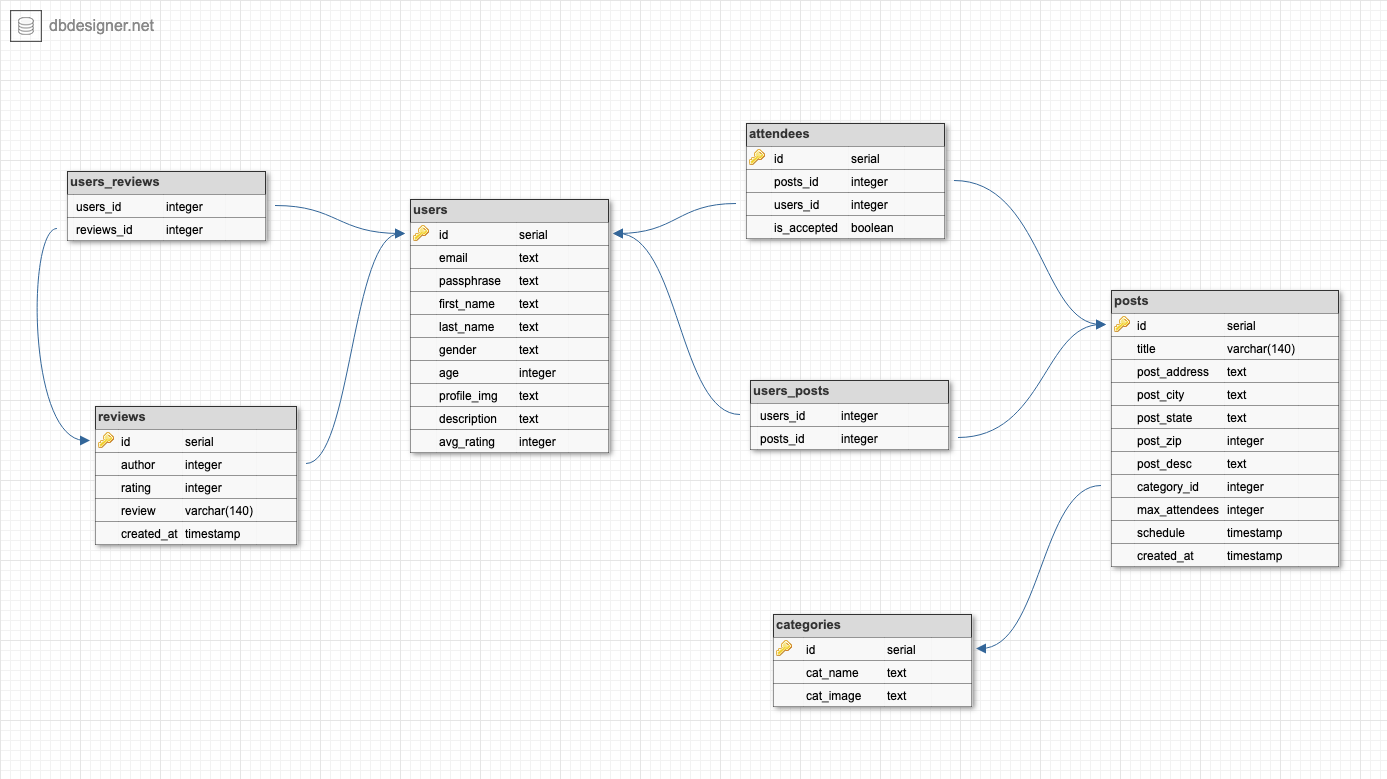 dbdesigner.net
attendees
id serial
posts_id integer
users_id integer
is_accepted boolean
users_reviews
users_id integer
reviews_id integer
users
id serial
email text
passphrase text
first_name text
last_name text
gender text
age integer
profile_img text
description text
avg_rating integer
posts
id serial
title varchar(140)
post_address text
post_city text
post_state text
post_zip integer
post_desc text
category_id integer
max_attendees integer
schedule timestamp
created_at timestamp
users_posts
users_id integer
posts_id integer
reviews
id serial
author integer
rating integer
review varchar(140)
created_at timestamp
categories
id serial
cat_name text
cat_image text